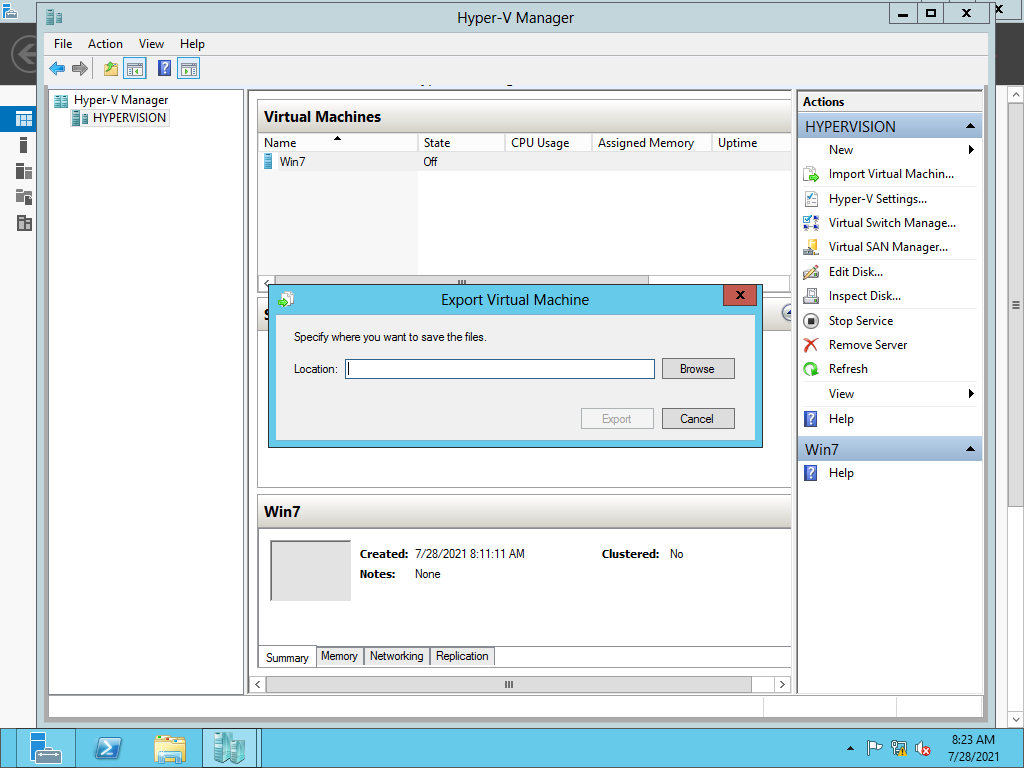 Hyper-V Manager
File Action View Help
Hyper-V Manager
HYPERVISION
Virtual Machines
Name State CPU Usage Assigned Memory Uptime
Win7 Off
Export Virtual Machine
Specify where you want to save the files.
Location: Browse
Export Cancel
Win7
Created: 7/28/2021 8:11:11 AM Clustered: No
Notes: None
Summary Memory Networking Replication
Actions
HYPERVISION
New
Import Virtual Machin...
Hyper-V Settings...
Virtual Switch Manage...
Virtual SAN Manager...
Edit Disk...
Inspect Disk...
Stop Service
Remove Server
Refresh
View
Help
Win7
Help
8:23 AM
7/28/2021